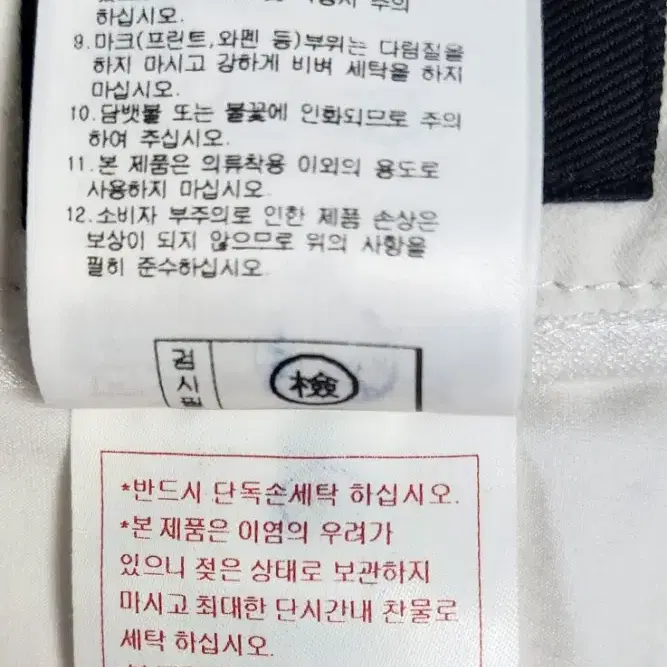 하십시오.
9.마크(프린트,와펜 등)부위는 다림질을
하지 마시고 강하게 비벼 세탁을 하지
마십시오.
10.담뱃불 또는 불꽃에 인화되므로 주의
하여 주십시오.
11.본 제품은 의류착용 이외의 용도로
사용하지 마십시오.
12.소비자 부주의로 인한 제품 손상은
보상이 되지 않으므로 위의 사항을
필히 준수하십시오.
검시필
檢
*반드시 단독손세탁 하십시오.
*본 제품은 이염의 우려가
있으니 젖은 상태로 보관하지
마시고 최대한 단시간내 찬물로
세탁 하십시오.